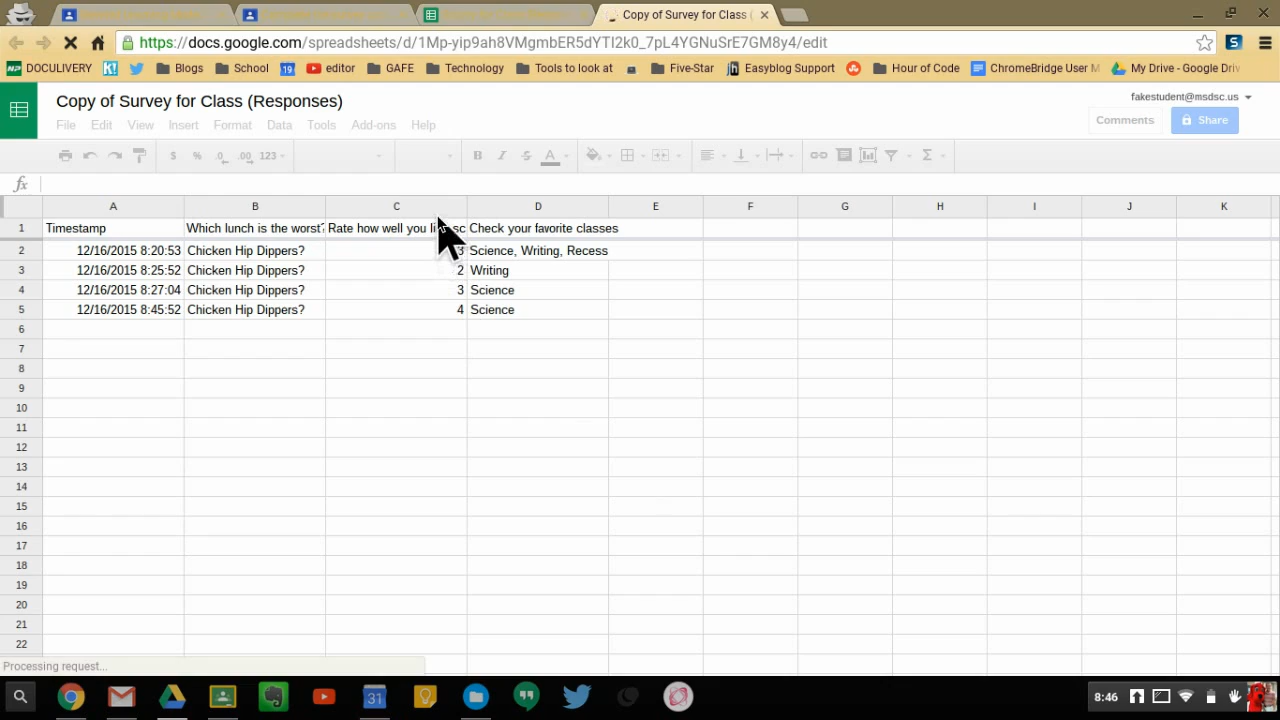 Copy of Survey for Class (
https://docs.google.com/spreadsheets/d/1Mp-yip9ah8VMgmbER5dYTI2k0_7pL4YGNuSrE7GM8y4/edit
DOCULIVERY Blogs School 19 editor GAFE Technology Tools to look at Five-Star Easyblog Support Hour of Code ChromeBridge User M My Drive - Google Driv
Copy of Survey for Class (Responses)
fakestudent@msdsc.us
File Edit View Insert Format Data Tools Add-ons Help
Comments Share
$ % .0 .00 123 B I S A Σ
fx
A B C D E F G H I J K
1 Timestamp Which lunch is the worst? Rate how well you sc Check your favorite classes
2 12/16/2015 8:20:53 Chicken Hip Dippers? 3 Science, Writing, Recess
3 12/16/2015 8:25:52 Chicken Hip Dippers? 2 Writing
4 12/16/2015 8:27:04 Chicken Hip Dippers? 3 Science
5 12/16/2015 8:45:52 Chicken Hip Dippers? 4 Science
6
7
8
9
10
11
12
13
14
15
16
17
18
19
20
21
22
Processing request...
31 8:46